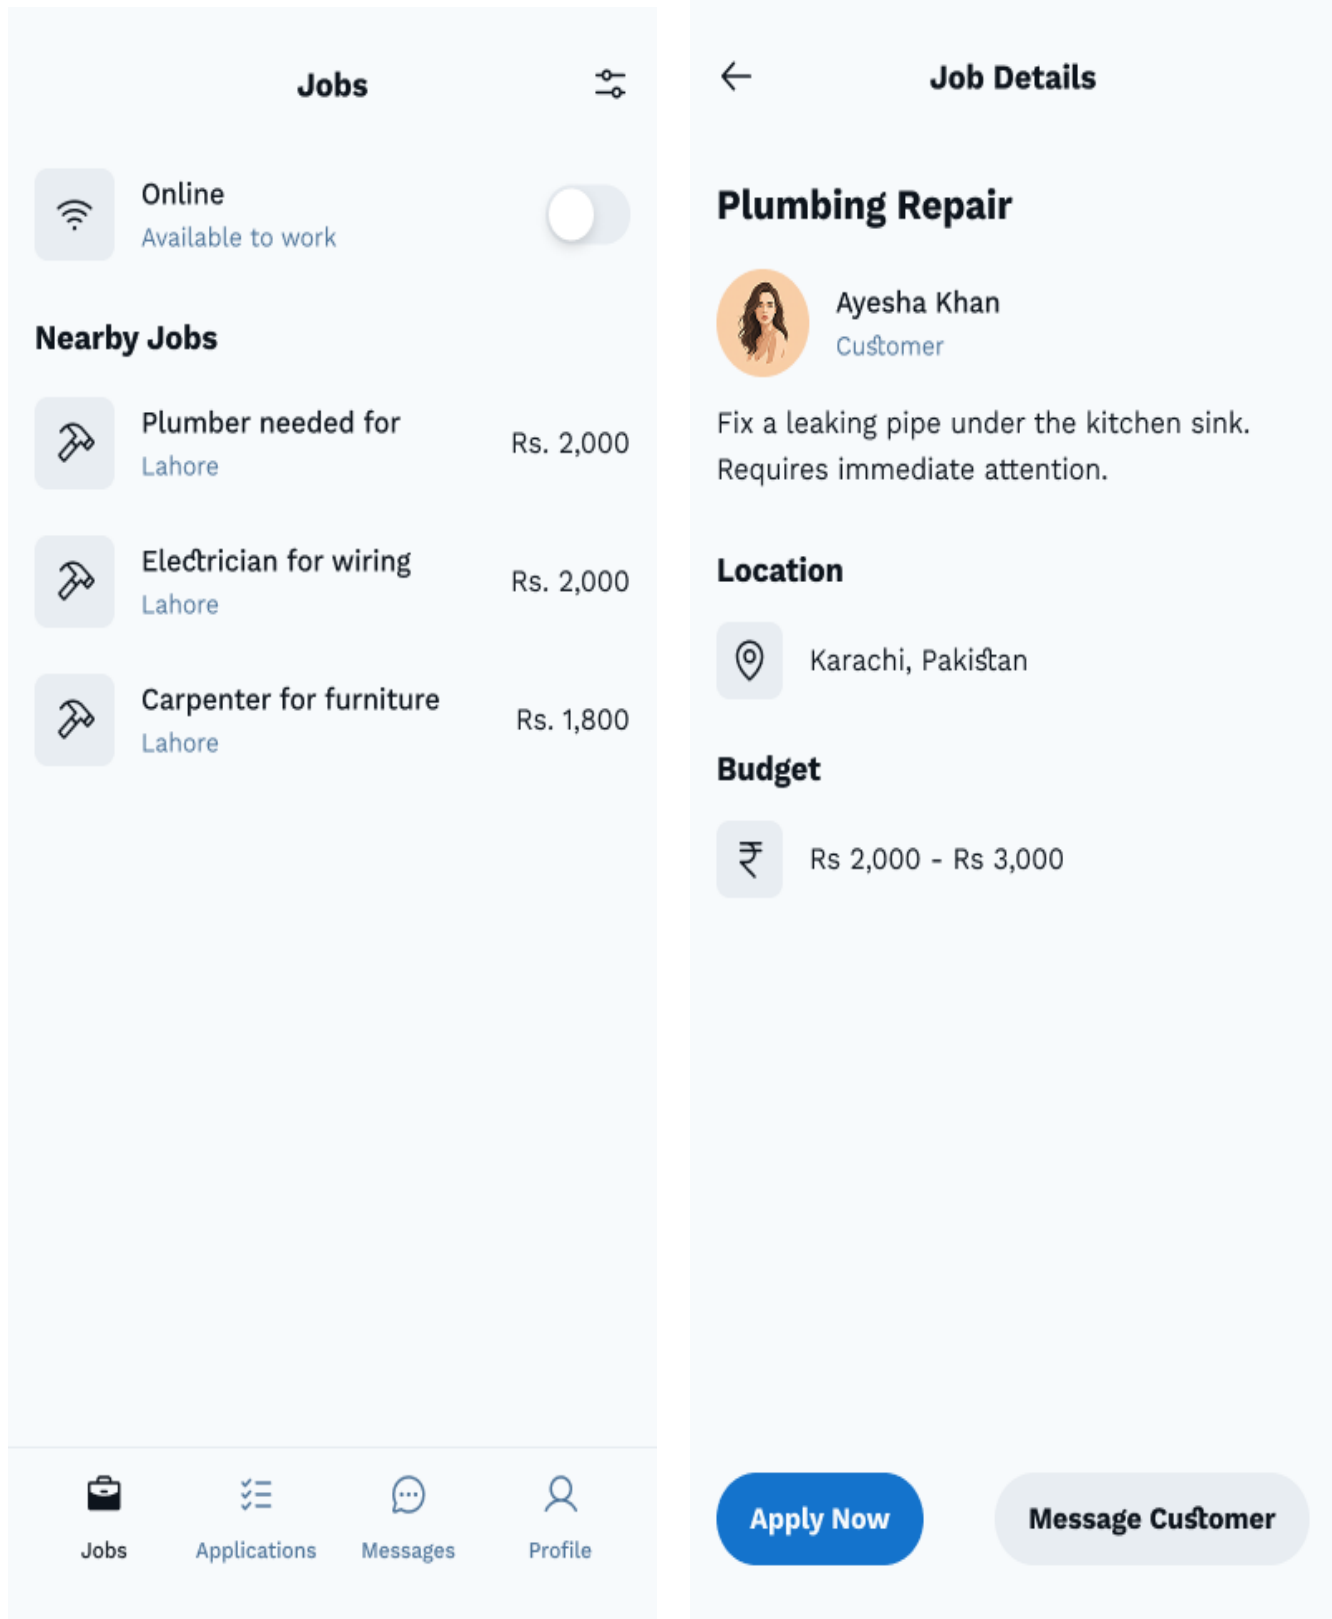 Jobs
Online
Available to work
Nearby Jobs
Plumber needed for
Lahore
Rs. 2,000
Electrician for wiring
Lahore
Rs. 2,000
Carpenter for furniture
Lahore
Rs. 1,800
Jobs
Applications
Messages
Profile
Job Details
Plumbing Repair
Ayesha Khan
Customer
Fix a leaking pipe under the kitchen sink.
Requires immediate attention.
Location
Karachi, Pakistan
Budget
₹
Rs 2,000 - Rs 3,000
Apply Now
Message Customer